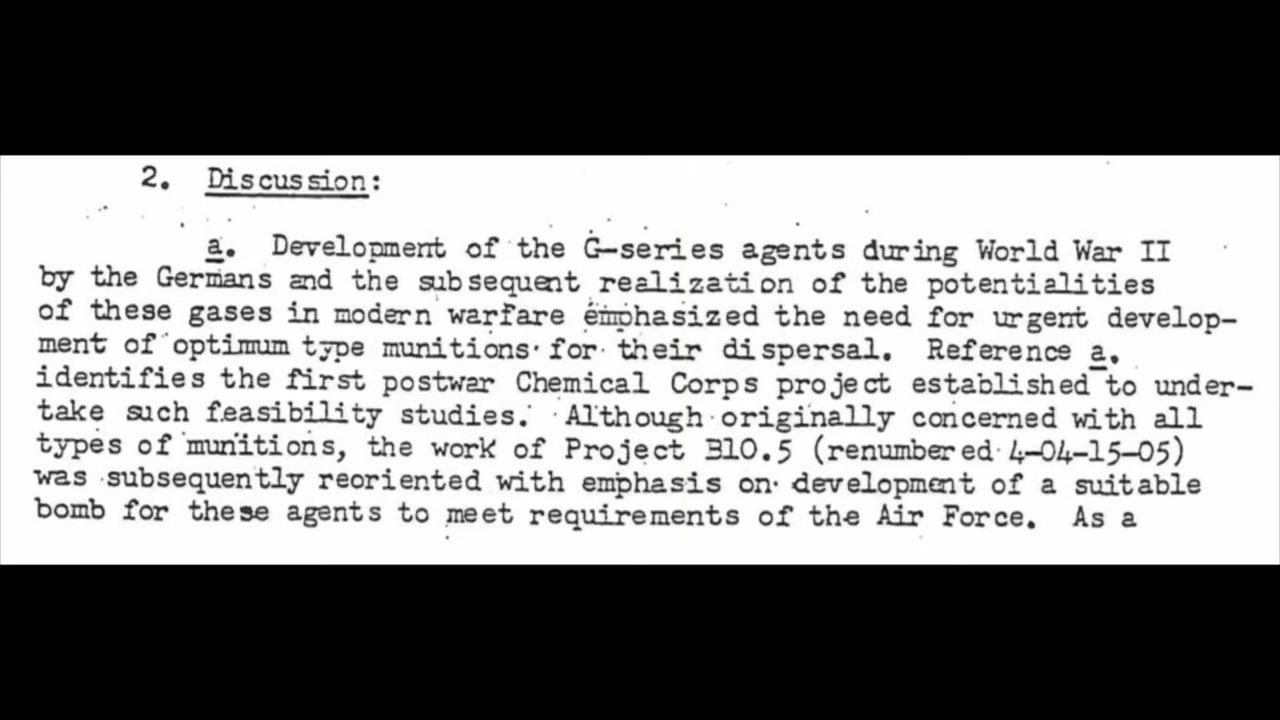 2. Discussion:
a. Development of the G-series agents during World War II
by the Germans and the subsequent realization of the potentialities
of these gases in modern warfare emphasized the need for urgent develop-
ment of optimum type munitions for their dispersal. Reference a.
identifies the first postwar Chemical Corps project established to under-
take such feasibility studies. Although originally concerned with all
types of munitions, the work of Project B10.5 (renumbered 4-04-15-05)
was subsequently reoriented with emphasis on development of a suitable
bomb for these agents to meet requirements of the Air Force. As a